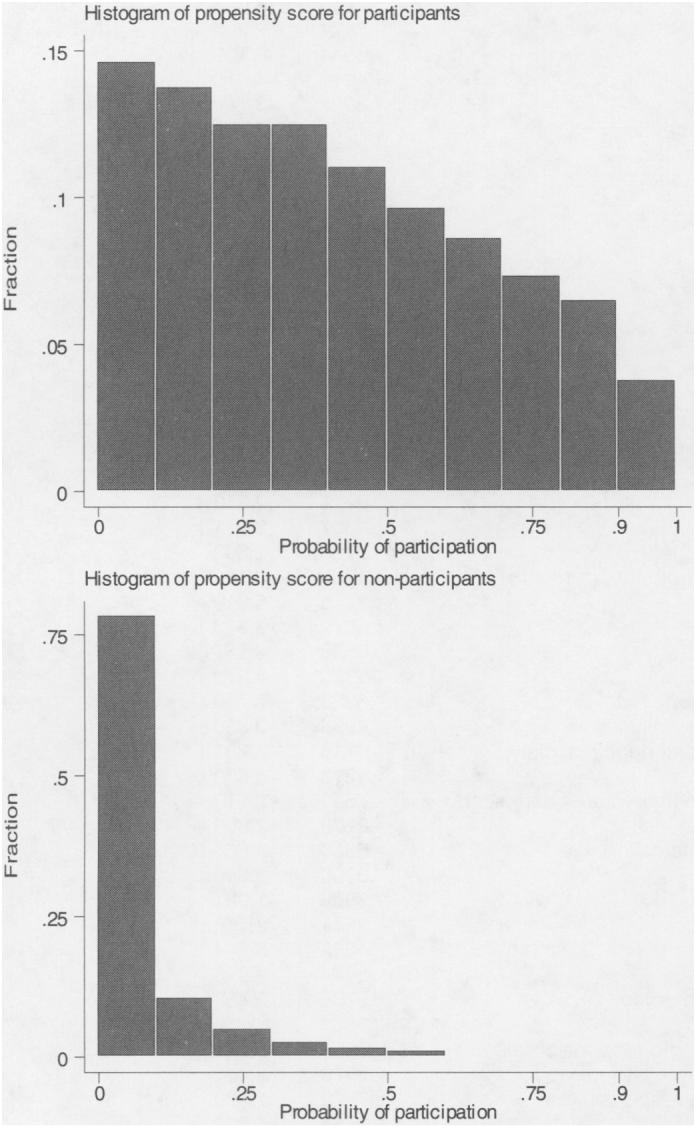 Histogram of propensity score for participants
.15
.1
.05
0
Fraction
0 .25 .5 .75 .9 1
Probability of participation
Histogram of propensity score for non-participants
.75
.5
.25
0
Fraction
0 .25 .5 .75 .9 1
Probability of participation